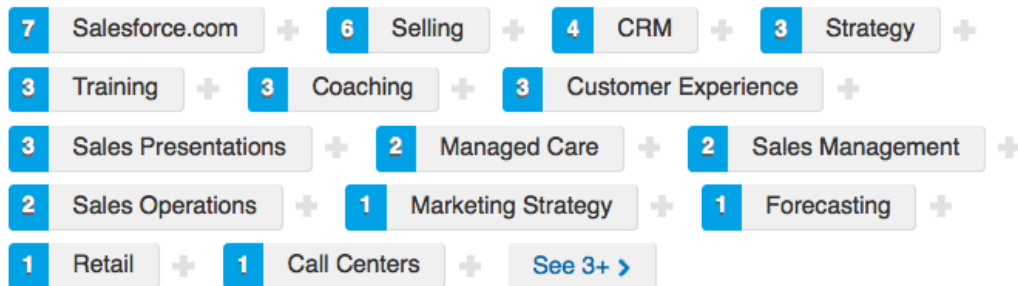 7 Salesforce.com + 6 Selling + 4 CRM + 3 Strategy +
3 Training + 3 Coaching + 3 Customer Experience +
3 Sales Presentations + 2 Managed Care + 2 Sales Management +
2 Sales Operations + 1 Marketing Strategy + 1 Forecasting +
1 Retail + 1 Call Centers + See 3+ >